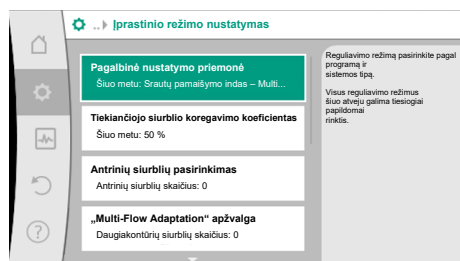 ..› Įprastinio režimo nustatymas
Pagalbinė nustatymo priemonė
Šiuo metu: Srautų pamaišymo indas – Multi...
Tiekiančiojo siurblio koregavimo koeficientas
Šiuo metu: 50 %
Antrinių siurblių pasirinkimas
Antrinių siurblių skaičius: 0
„Multi-Flow Adaptation“ apžvalga
Daugiakontūrių siurblių skaičius: 0
Reguliavimo režimą pasirinkite pagal
programą ir
sistemos tipą.
Visus reguliavimo režimus
šiuo atveju galima tiesiogiai
papildomai
rinktis.